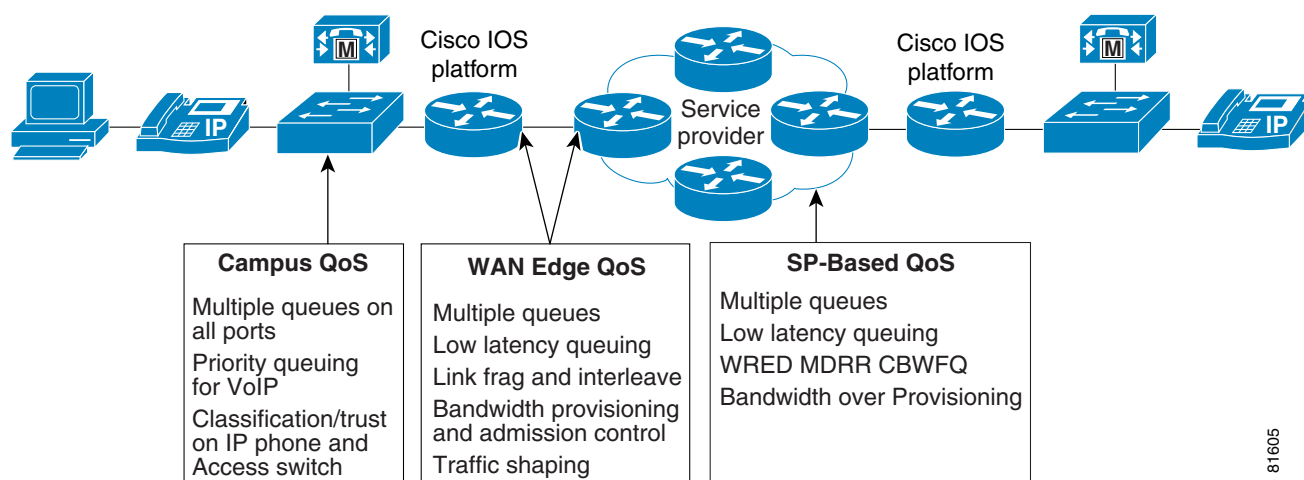 M
Cisco IOS
platform
Service
provider
Cisco IOS
platform
M
IP
IP
Campus QoS
Multiple queues on
all ports
Priority queuing
for VoIP
Classification/trust
on IP phone and
Access switch
WAN Edge QoS
Multiple queues
Low latency queuing
Link frag and interleave
Bandwidth provisioning
and admission control
Traffic shaping
SP-Based QoS
Multiple queues
Low latency queuing
WRED MDRR CBWFQ
Bandwidth over Provisioning
81605